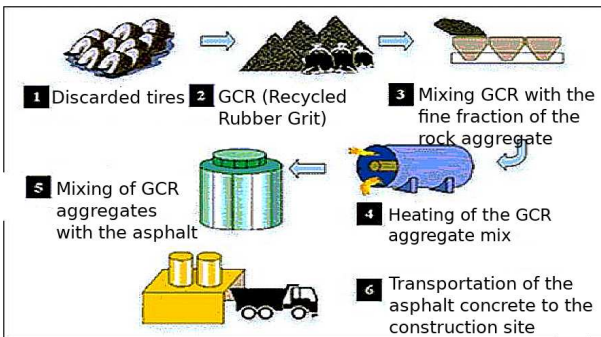 1 Discarded tires
2 GCR (Recycled
Rubber Grit)
3 Mixing GCR with the
fine fraction of the
rock aggregate
4 Heating of the GCR
aggregate mix
5 Mixing of GCR
aggregates
with the asphalt
6 Transportation of the
asphalt concrete to the
construction site